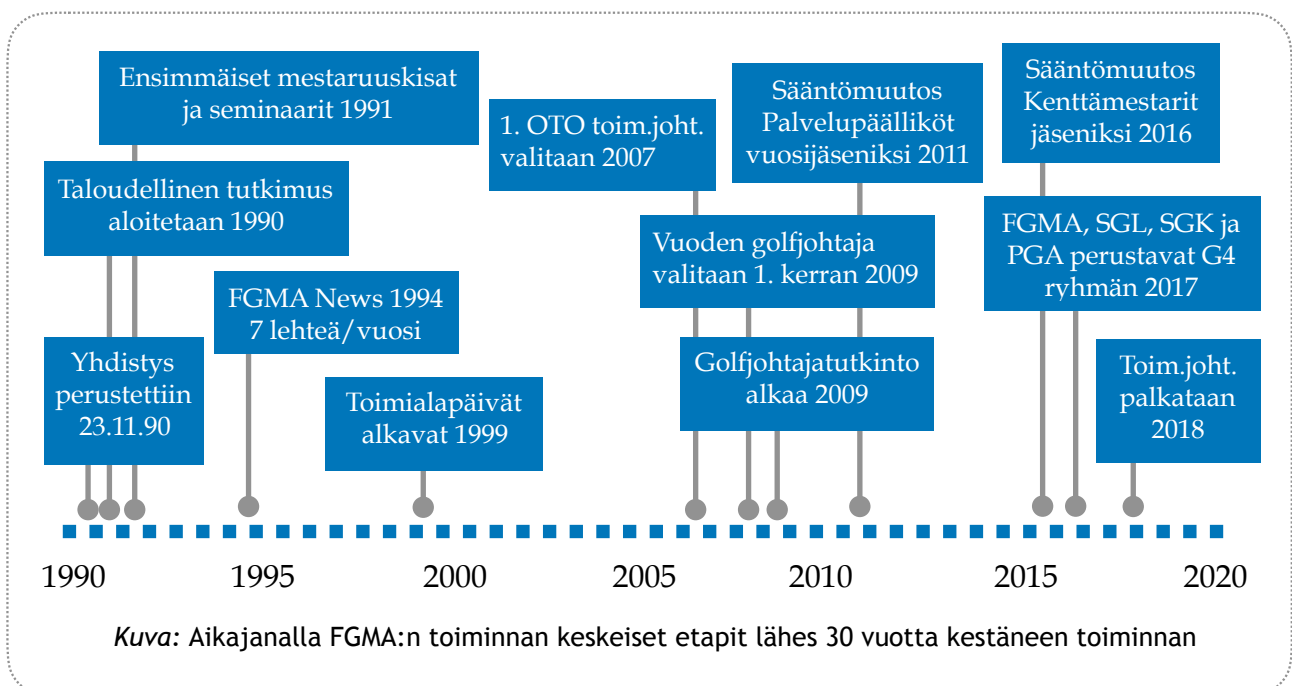 Ensimmäiset mestaruuskisat
ja seminaarit 1991
Taloudellinen tutkimus
aloitetaan 1990
Yhdistys
perustettiin
23.11.90
FGMA News 1994
7 lehteä/vuosi
Toimialapäivät
alkavat 1999
1. OTO toim.joht.
valitaan 2007
Vuoden golfjohtaja
valitaan 1. kerran 2009
Golfjohtajatutkinto
alkaa 2009
Sääntömuutos
Palvelupäälliköt
vuosijäseniksi 2011
Sääntömuutos
Kenttämestarit
jäseniksi 2016
FGMA, SGL, SGK ja
PGA perustavat G4
ryhmän 2017
Toim.joht.
palkataan
2018
1990 1995 2000 2005 2010 2015 2020
Kuva: Aikajanalla FGMA:n toiminnan keskeiset etapit lähes 30 vuotta kestäneen toiminnan